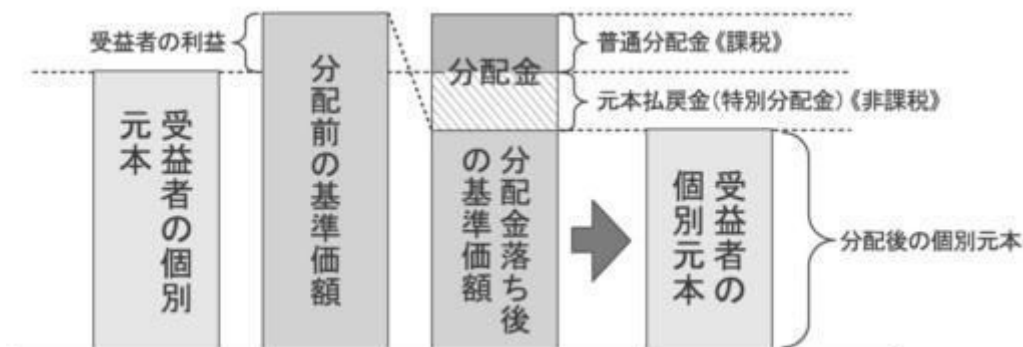 受益者の利益
受益者の個別
元本
分配前の基準価額
分配金
分配金落ち後
の基準価額
普通分配金《課税》
元本払戻金(特別分配金)《非課税》
受益者の
個別元本
分配後の個別元本